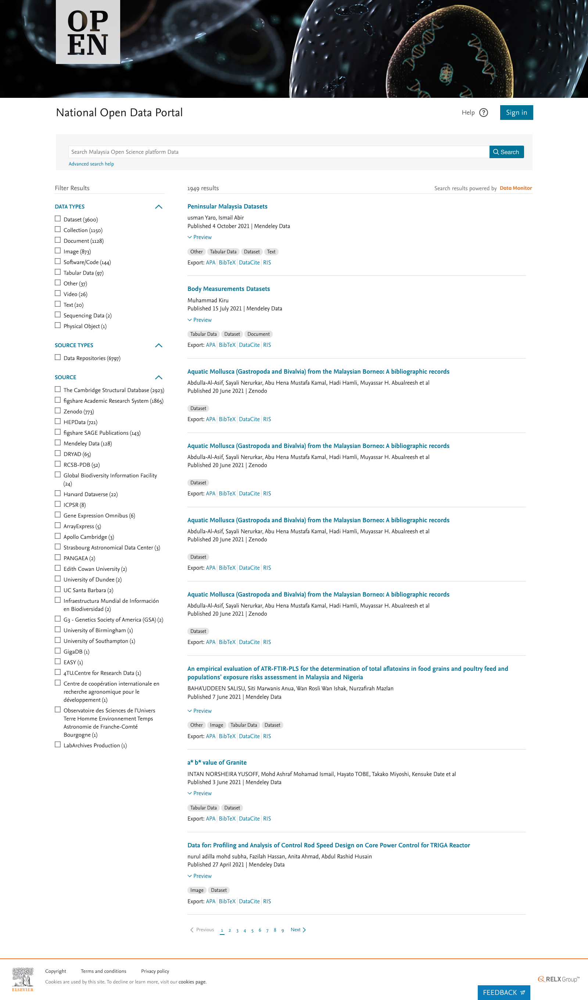 OP
EN
National Open Data Portal
Help ?
Sign in
Search Malaysia Open Science platform Data
Search
Advanced search help
Filter Results
DATA TYPES
Dataset (3600)
Collection (1150)
Document (1128)
Image (873)
Software/Code (144)
Tabular Data (97)
Other (37)
Video (26)
Text (20)
Sequencing Data (2)
Physical Object (1)
SOURCE TYPES
Data Repositories (6797)
SOURCE
The Cambridge Structural Database (2923)
figshare Academic Research System (1865)
Zenodo (773)
HEPData (721)
figshare SAGE Publications (143)
Mendeley Data (128)
DRYAD (65)
RCSB-PDB (52)
Global Biodiversity Information Facility
(24)
Harvard Dataverse (22)
ICPSR (8)
Gene Expression Omnibus (6)
ArrayExpress (5)
Apollo Cambridge (3)
Strasbourg Astronomical Data Center (3)
PANGAEA (2)
Edith Cowan University (2)
University of Dundee (2)
UC Santa Barbara (2)
Infraestructura Mundial de Información
en Biodiversidad (2)
G3 - Genetics Society of America (GSA) (2)
University of Birmingham (1)
University of Southampton (1)
GigaDB (1)
EASY (1)
4TU.Centre for Research Data (1)
Centre de coopération internationale en
recherche agronomique pour le
développement (1)
Observatoire des Sciences de l'Univers
Terre Homme Environnement Temps
Astronomie de Franche-Comté
Bourgogne (1)
LabArchives Production (1)
1949 results
Search results powered by Data Monitor
Peninsular Malaysia Datasets
usman Yaro, Ismail Abir
Published 4 October 2021 | Mendeley Data
Preview
Other Tabular Data Dataset Text
Export: APA BibTeX DataCite RIS
Body Measurements Datasets
Muhammad Kiru
Published 15 July 2021 | Mendeley Data
Preview
Tabular Data Dataset Document
Export: APA BibTeX DataCite RIS
Aquatic Mollusca (Gastropoda and Bivalvia) from the Malaysian Borneo: A bibliographic records
Abdulla-Al-Asif, Sayali Nerurkar, Abu Hena Mustafa Kamal, Hadi Hamli, Muyassar H. Abualreesh et al
Published 20 June 2021 | Zenodo
Dataset
Export: APA BibTeX DataCite RIS
Aquatic Mollusca (Gastropoda and Bivalvia) from the Malaysian Borneo: A bibliographic records
Abdulla-Al-Asif, Sayali Nerurkar, Abu Hena Mustafa Kamal, Hadi Hamli, Muyassar H. Abualreesh et al
Published 20 June 2021 | Zenodo
Dataset
Export: APA BibTeX DataCite RIS
Aquatic Mollusca (Gastropoda and Bivalvia) from the Malaysian Borneo: A bibliographic records
Abdulla-Al-Asif, Sayali Nerurkar, Abu Hena Mustafa Kamal, Hadi Hamli, Muyassar H. Abualreesh et al
Published 20 June 2021 | Zenodo
Dataset
Export: APA BibTeX DataCite RIS
Aquatic Mollusca (Gastropoda and Bivalvia) from the Malaysian Borneo: A bibliographic records
Abdulla-Al-Asif, Sayali Nerurkar, Abu Hena Mustafa Kamal, Hadi Hamli, Muyassar H. Abualreesh et al
Published 20 June 2021 | Zenodo
Dataset
Export: APA BibTeX DataCite RIS
An empirical evaluation of ATR-FTIR-PLS for the determination of total aflatoxins in food grains and poultry feed and
populations' exposure risks assessment in Malaysia and Nigeria
BAHA'UDDEEN SALISU, Siti Marwanis Anua, Wan Rosli Wan Ishak, Nurzafirah Mazlan
Published 7 June 2021 | Mendeley Data
Preview
Other Image Tabular Data Dataset
Export: APA BibTeX DataCite RIS
a* b* value of Granite
INTAN NORSHEIRA YUSOFF, Mohd Ashraf Mohamad Ismail, Hayato TOBE, Takako Miyoshi, Kensuke Date et al
Published 3 June 2021 | Mendeley Data
Preview
Tabular Data Dataset
Export: APA BibTeX DataCite RIS
Data for: Profiling and Analysis of Control Rod Speed Design on Core Power Control for TRIGA Reactor
nurul adilla mohd subha, Fazilah Hassan, Anita Ahmad, Abdul Rashid Husain
Published 27 April 2021 | Mendeley Data
Preview
Image Dataset
Export: APA BibTeX DataCite RIS
Previous 1 2 3 4 5 6 7 8 9 Next
Copyright Terms and conditions Privacy policy
Cookies are used by this site. To decline or learn more, visit our cookies page.
ELSEVIER
RELX Group™
FEEDBACK